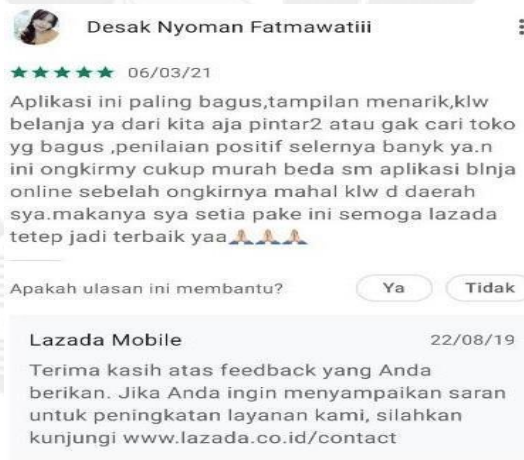 Desak Nyoman Fatmawatiii
06/03/21
Aplikasi ini paling bagus,tampilan menarik,klw
belanja ya dari kita aja pintar2 atau gak cari toko
yg bagus ,penilaian positif selernya banyk ya.n
ini ongkirmy cukup murah beda sm aplikasi blnja
online sebelah ongkirnya mahal klw d daerah
sya.makanya sya setia pake ini semoga lazada
tetep jadi terbaik yaa🙏🏼🙏🏼🙏🏼
Apakah ulasan ini membantu? Ya Tidak
Lazada Mobile 22/08/19
Terima kasih atas feedback yang Anda
berikan. Jika Anda ingin menyampaikan saran
untuk peningkatan layanan kami, silahkan
kunjungi www.lazada.co.id/contact